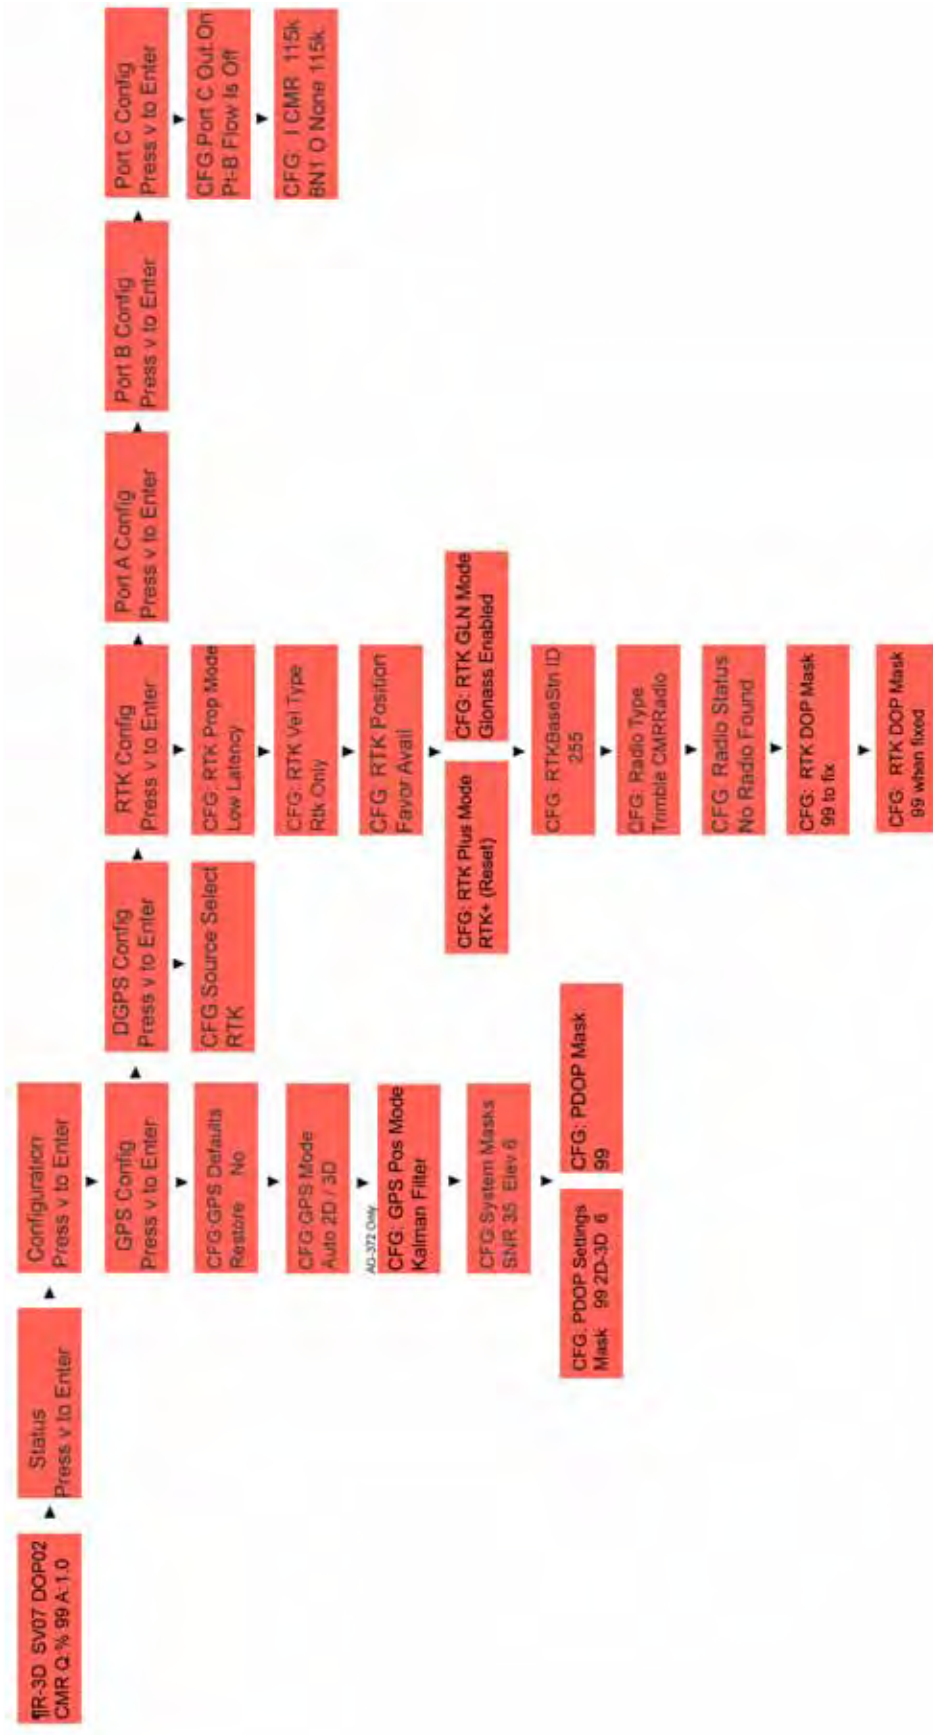 ¶R-3D SV07 DOP02
CMR Q:% 99 A:1.0
Status
Press v to Enter
Configuration
Press v to Enter
GPS Config
Press v to Enter
CFG:GPS Defaults
Restore No
CFG:GPS Mode
Auto 2D / 3D
AG-372 Only
CFG: GPS Pos Mode
Kalman Filter
CFG:System Masks
SNR 35 Elev 6
CFG: PDOP Settings
Mask 99 2D-3D 6
CFG: PDOP Mask
99
DGPS Config
Press v to Enter
CFG Source Select
RTK
RTK Config
Press v to Enter
CFG: RTK Prop Mode
Low Latency
CFG: RTK Vel Type
Rtk Only
CFG RTK Position
Favor Avail
CFG: RTK Plus Mode
RTK+ (Reset)
CFG: RTK GLN Mode
Glonass Enabled
CFG: RTKBaseStn ID
255
CFG: Radio Type
Trimble CMRRadio
CFG Radio Status
No Radio Found
CFG: RTK DOP Mask
99 to fix
CFG: RTK DOP Mask
99 when fixed
Port A Config
Press v to Enter
Port B Config
Press v to Enter
Port C Config
Press v to Enter
CFG:Port C Out:On
Pt-B Flow Is Off
CFG: I CMR 115k
8N1 O None 115k